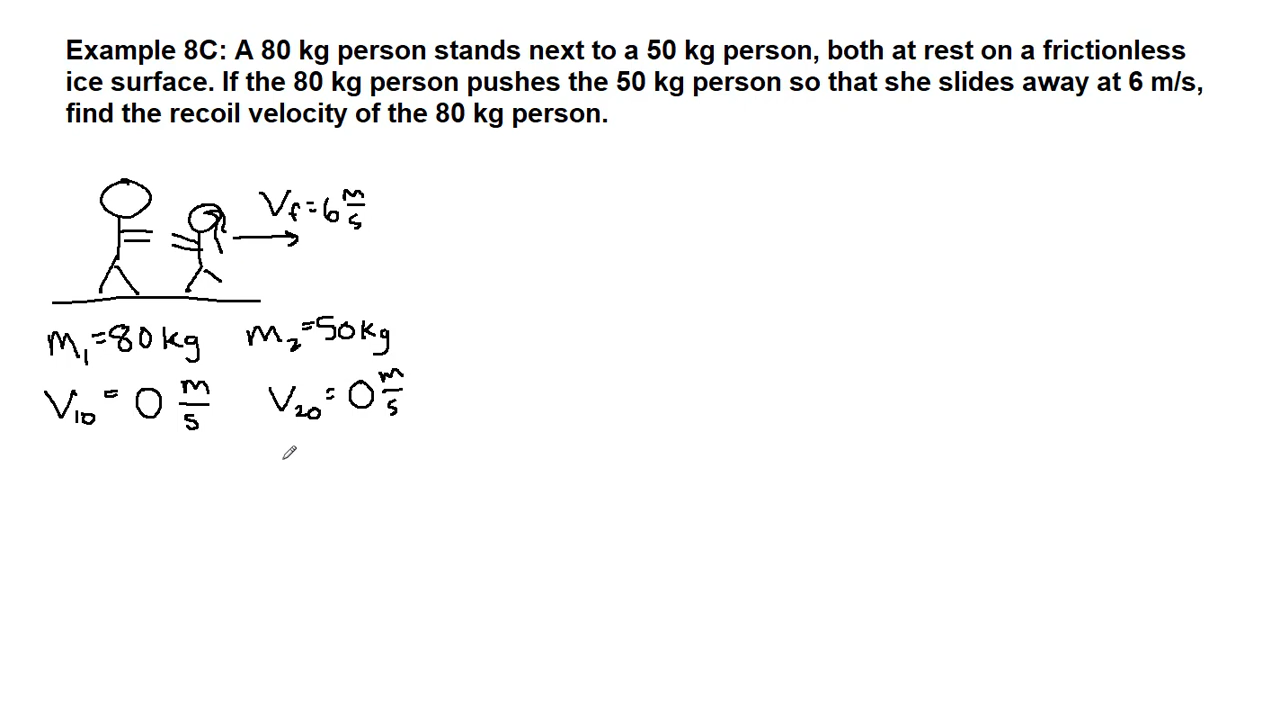 Example 8C: A 80 kg person stands next to a 50 kg person, both at rest on a frictionless
ice surface. If the 80 kg person pushes the 50 kg person so that she slides away at 6 m/s,
find the recoil velocity of the 80 kg person.
Vf = 6 m/s
m₁ = 80 kg m₂ = 50 kg
V₁₀ = 0 m/s V₂₀ = 0 m/s